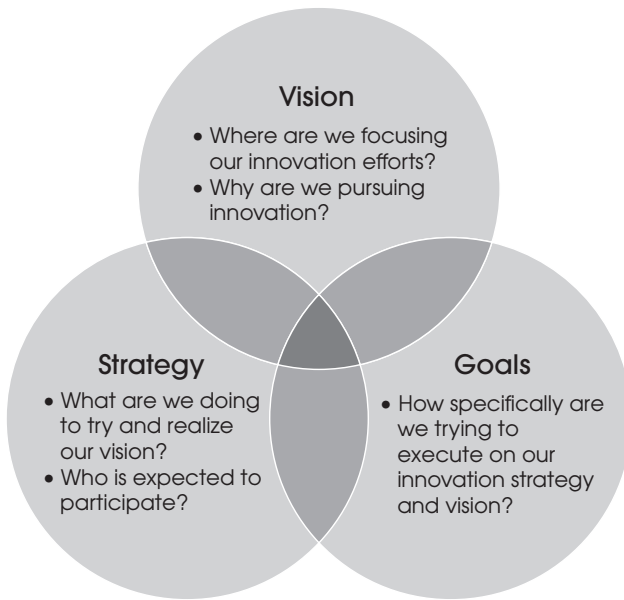 Vision
• Where are we focusing
our innovation efforts?
• Why are we pursuing
innovation?
Strategy
• What are we doing
to try and realize
our vision?
• Who is expected to
participate?
Goals
• How specifically are
we trying to
execute on our
innovation strategy
and vision?